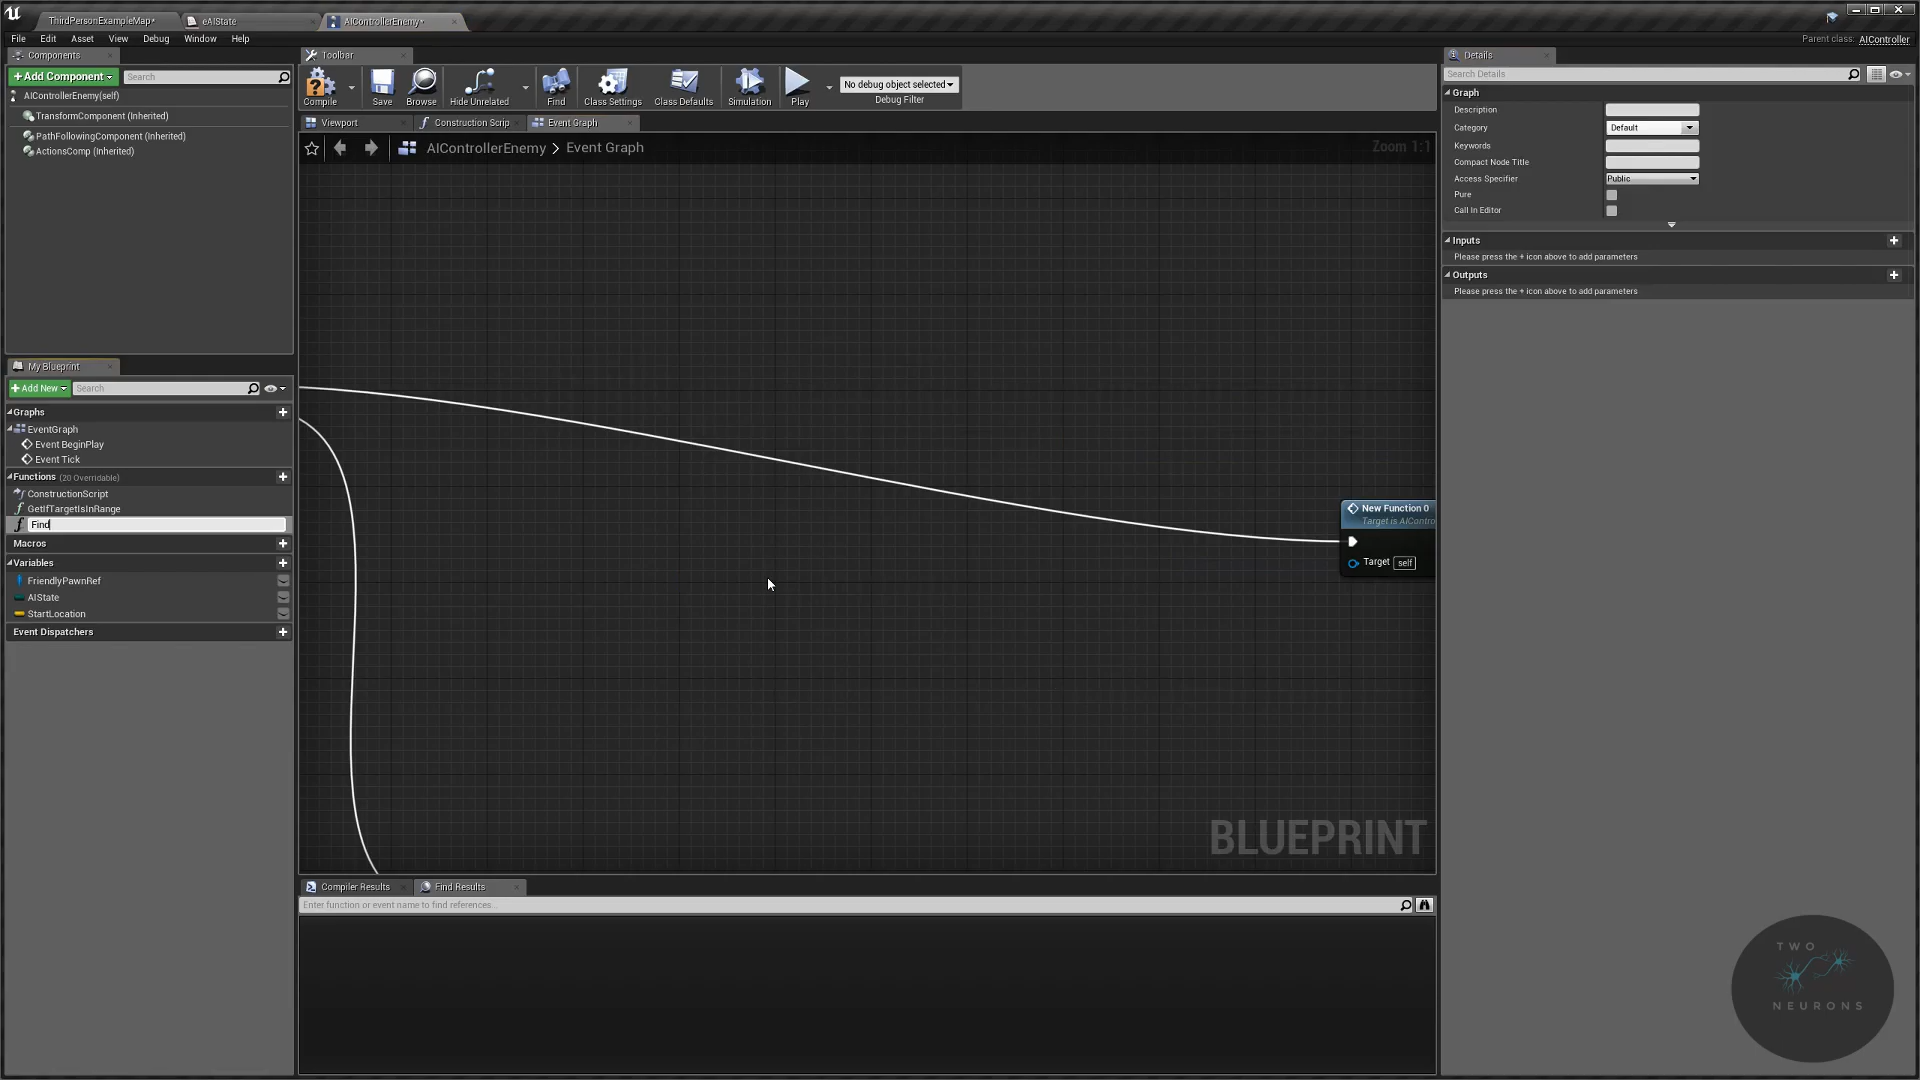 ThirdPersonExampleMap*
eAIState
AIControllerEnemy*
File Edit Asset View Debug Window Help
Parent class: AIController
Components
+Add Component
Search
AIControllerEnemy(self)
TransformComponent (Inherited)
PathFollowingComponent (Inherited)
ActionsComp (Inherited)
My Blueprint
+Add New
Search
Graphs
EventGraph
Event BeginPlay
Event Tick
Functions (20 Overridable)
ConstructionScript
GetIfTargetIsInRange
Find
Macros
Variables
FriendlyPawnRef
AIState
StartLocation
Event Dispatchers
Toolbar
Compile
Save
Browse
Hide Unrelated
Find
Class Settings
Class Defaults
Simulation
Play
No debug object selected
Debug Filter
Viewport
Construction Scrip
Event Graph
AIControllerEnemy > Event Graph
Zoom 1:1
New Function 0
Target is AIContro
Target self
BLUEPRINT
Compiler Results
Find Results
Enter function or event name to find references...
Details
Search Details
Graph
Description
Category Default
Keywords
Compact Node Title
Access Specifier Public
Pure
Call In Editor
Inputs
Please press the + icon above to add parameters
Outputs
Please press the + icon above to add parameters
TWO
NEURONS